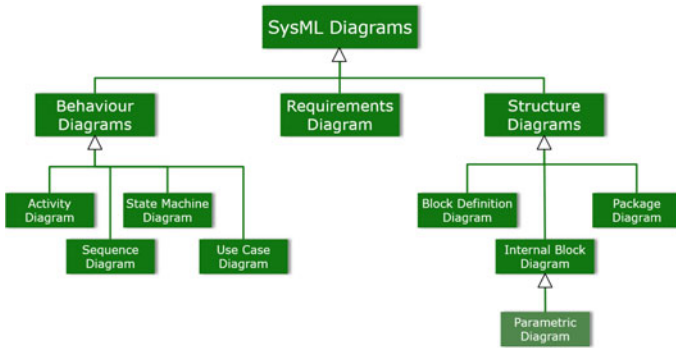 SysML Diagrams
Behaviour
Diagrams
Requirements
Diagram
Structure
Diagrams
Activity
Diagram
State Machine
Diagram
Block Definition
Diagram
Package
Diagram
Sequence
Diagram
Use Case
Diagram
Internal Block
Diagram
Parametric
Diagram